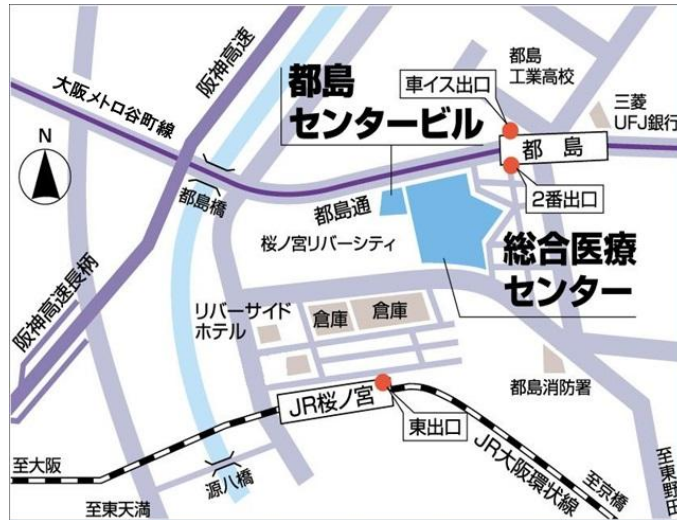 大阪メトロ谷町線
阪神高速
都島
センタービル
都島
工業高校
車イス出口
三菱
UFJ銀行
都島
2番出口
N
都島橋
都島通
桜ノ宮リバーシティ
総合医療
センター
阪神高速長柄
リバーサイド
ホテル
倉庫
倉庫
都島消防署
JR桜ノ宮
東出口
JR大阪環状線
至大阪
源八橋
至東天満
至京橋
至東野田